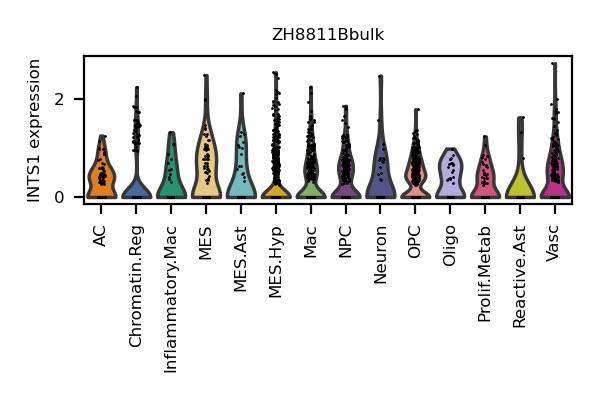 ZH8811Bbulk
INTS1 expression
2
0
AC
Chromatin.Reg
Inflammatory.Mac
MES
MES.Ast
MES.Hyp
Mac
NPC
Neuron
OPC
Oligo
Prolif.Metab
Reactive.Ast
Vasc